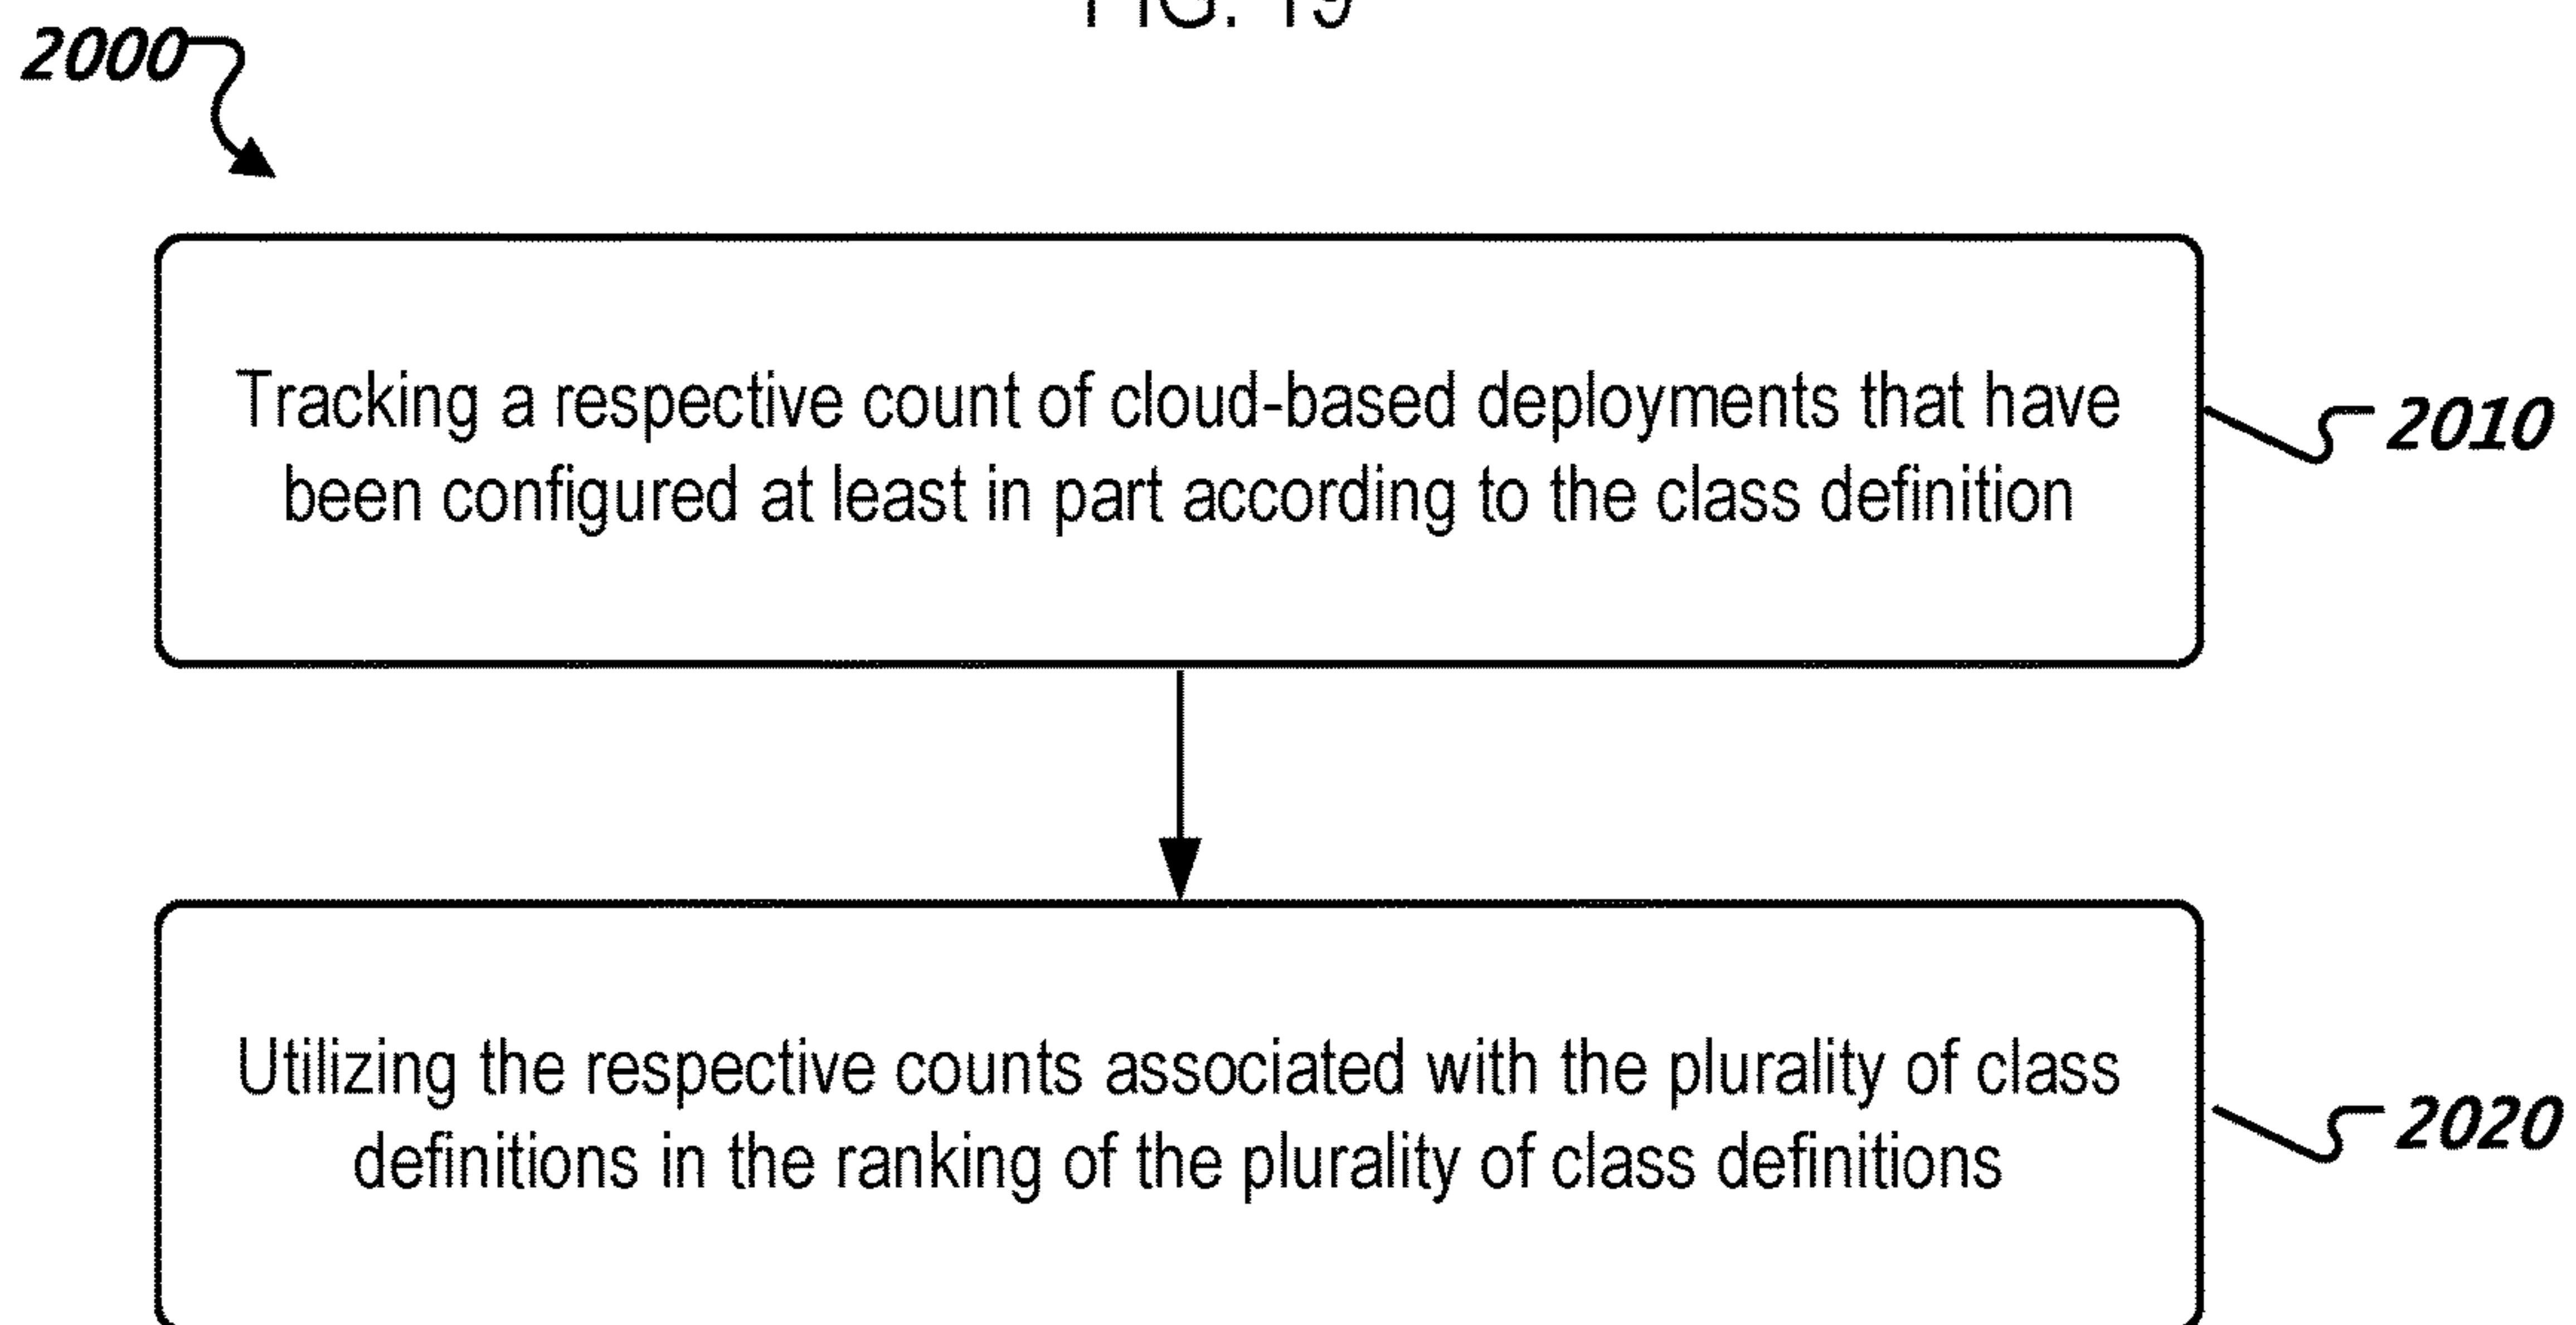 FIG. 19
2000
Tracking a respective count of cloud-based deployments that have
been configured at least in part according to the class definition
2010
Utilizing the respective counts associated with the plurality of class
definitions in the ranking of the plurality of class definitions
2020